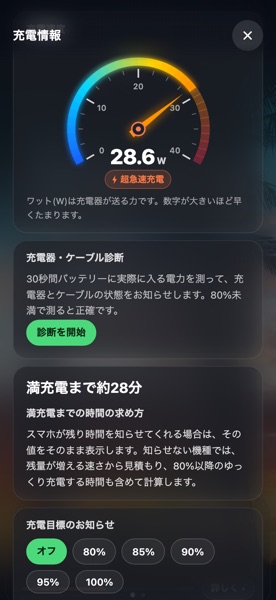 充電情報
20
10
30
0
40
28.6 W
超急速充電
ワット(W)は充電器が送る力です。数字が大きいほど早
くたまります。
充電器・ケーブル診断
30秒間バッテリーに実際に入る電力を測って、充
電器とケーブルの状態をお知らせします。80%未
満で測ると正確です。
診断を開始
満充電まで約28分
満充電までの時間の求め方
スマホが残り時間を知らせてくれる場合は、その
値をそのまま表示します。知らせない機種では、
残量が増える速さから見積もり、80%以降のゆっ
くり充電する時間も含めて計算します。
充電目標のお知らせ
オフ 80% 85% 90%
95% 100%